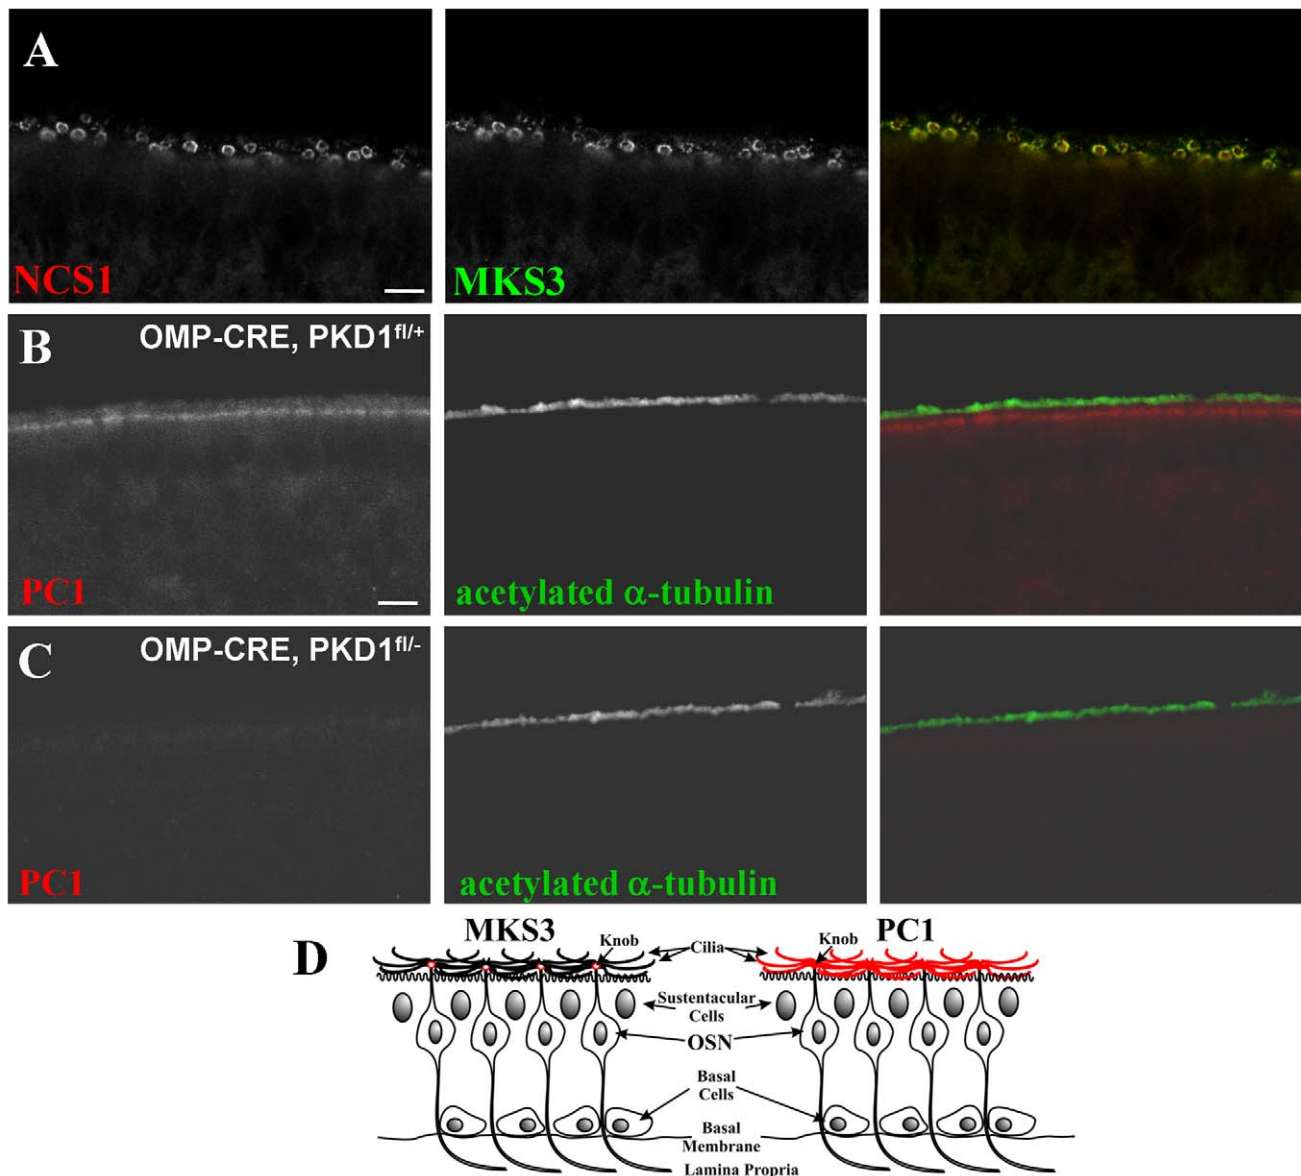 A
NCS1
MKS3
B
OMP-CRE, PKD1fl/+
PC1
acetylated α-tubulin
C
OMP-CRE, PKD1fl/-
PC1
acetylated α-tubulin
D
MKS3
Knob
Cilia
Knob
PC1
Sustentacular
Cells
OSN
Basal
Cells
Basal
Membrane
Lamina Propria